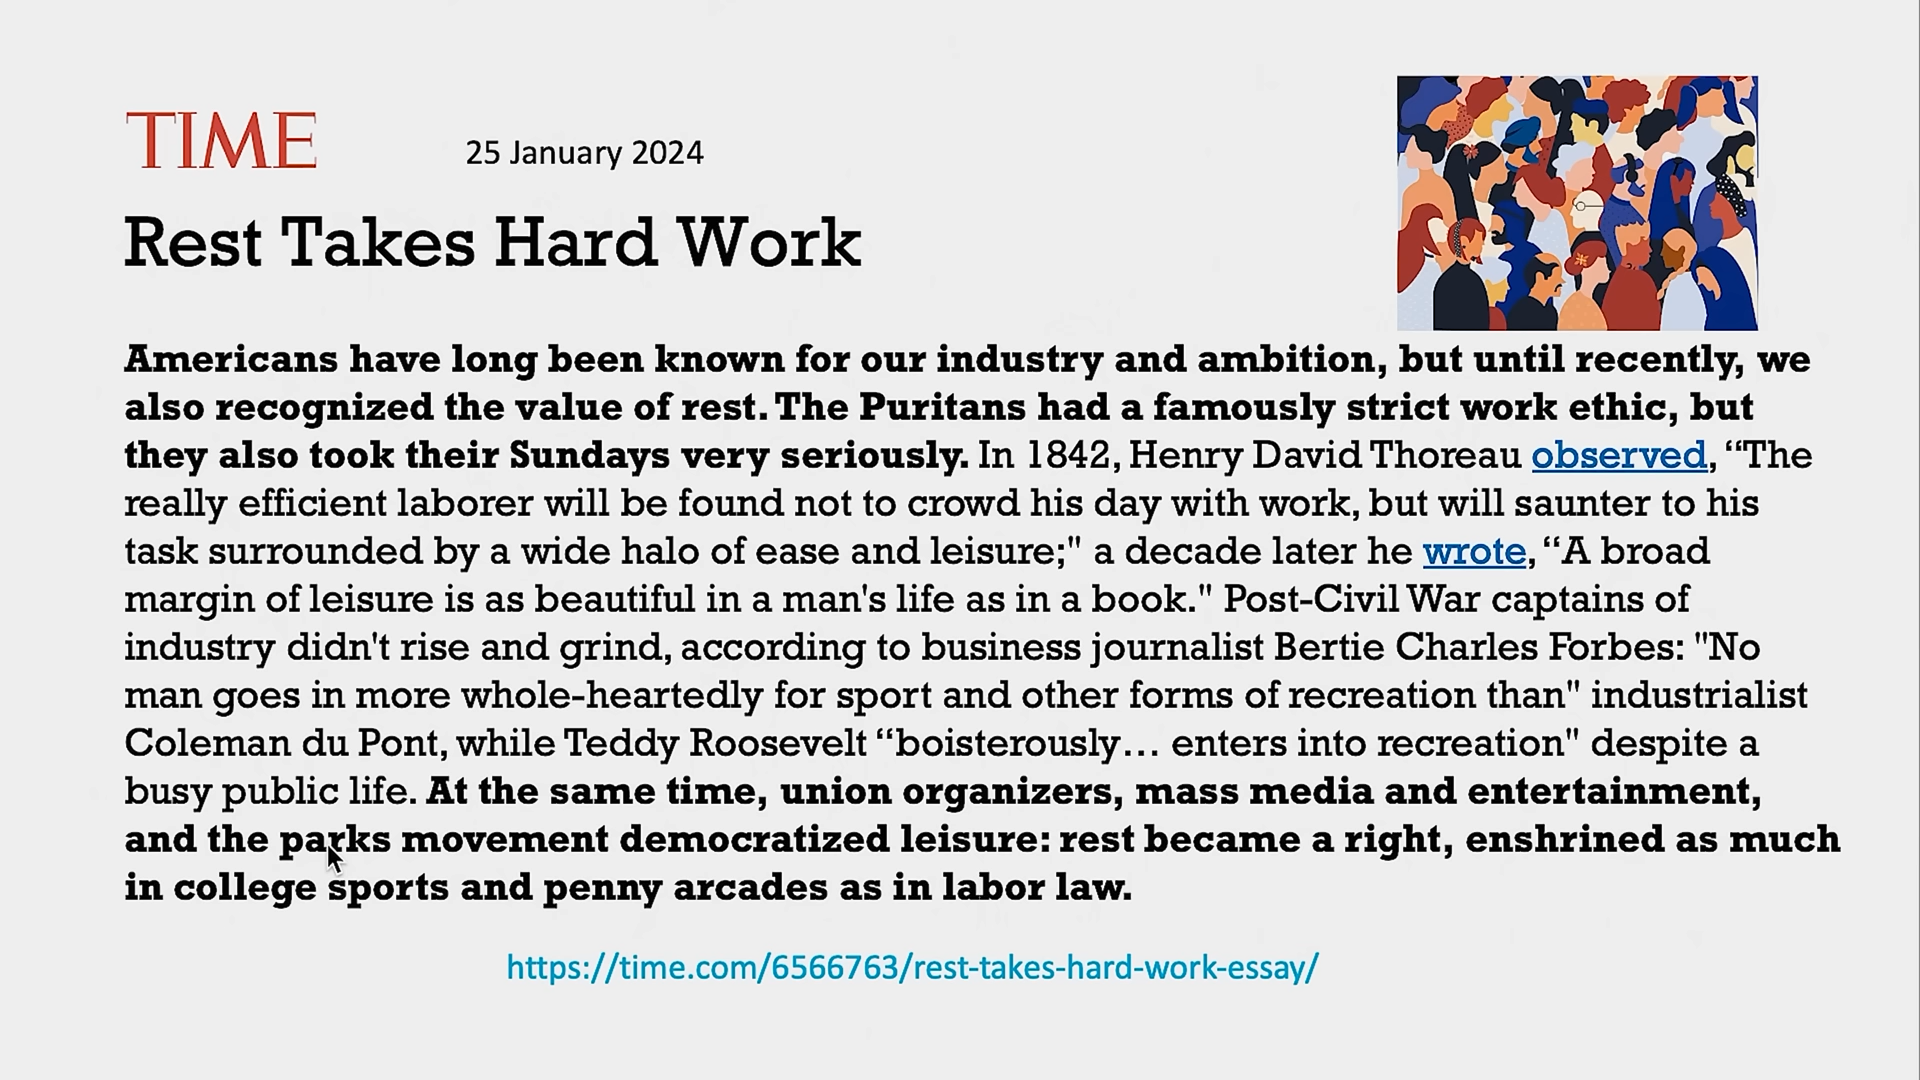 TIME
25 January 2024
Rest Takes Hard Work
Americans have long been known for our industry and ambition, but until recently, we
also recognized the value of rest. The Puritans had a famously strict work ethic, but
they also took their Sundays very seriously. In 1842, Henry David Thoreau observed, “The
really efficient laborer will be found not to crowd his day with work, but will saunter to his
task surrounded by a wide halo of ease and leisure;" a decade later he wrote, “A broad
margin of leisure is as beautiful in a man's life as in a book." Post-Civil War captains of
industry didn't rise and grind, according to business journalist Bertie Charles Forbes: "No
man goes in more whole-heartedly for sport and other forms of recreation than" industrialist
Coleman du Pont, while Teddy Roosevelt “boisterously… enters into recreation" despite a
busy public life. At the same time, union organizers, mass media and entertainment,
and the parks movement democratized leisure: rest became a right, enshrined as much
in college sports and penny arcades as in labor law.
https://time.com/6566763/rest-takes-hard-work-essay/